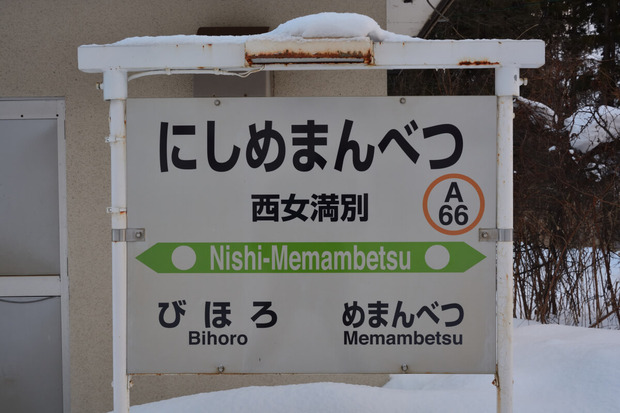 にしめまんべつ
西女満別
A
66
Nishi-Memambetsu
びほろ めまんべつ
Bihoro Memambetsu